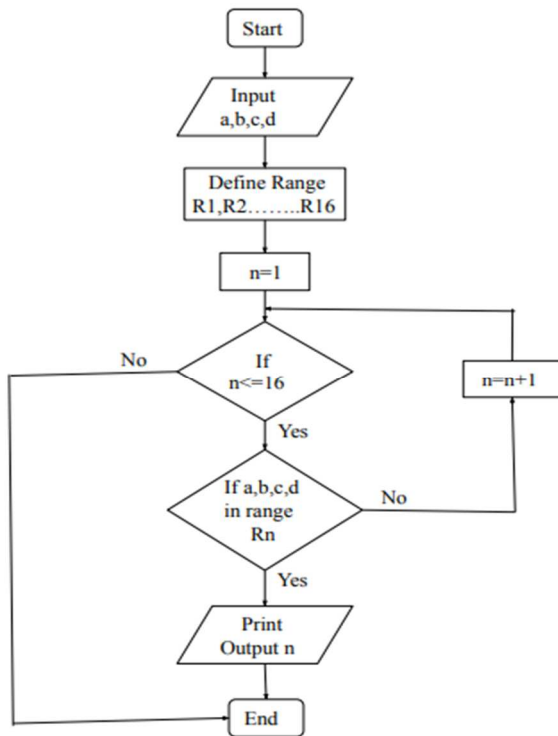 Start
Input
a,b,c,d
Define Range
R1,R2……..R16
n=1
No
If
n<=16
n=n+1
Yes
If a,b,c,d
in range
Rn
No
Yes
Print
Output n
End